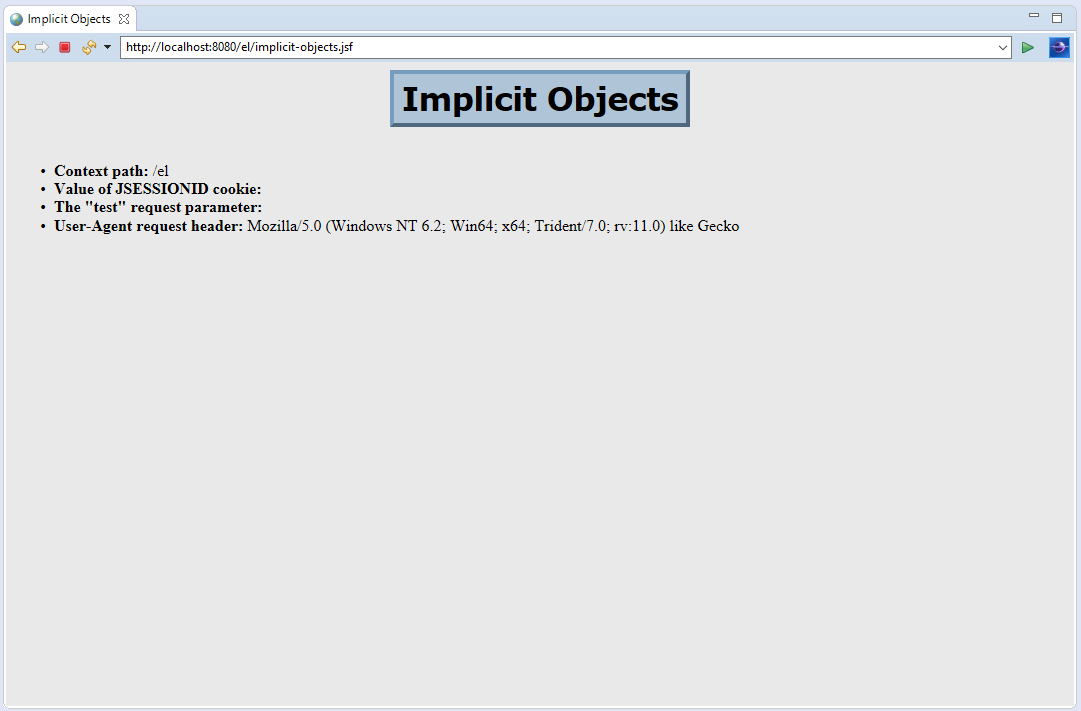 Implicit Objects
http://localhost:8080/el/implicit-objects.jsf
Implicit Objects
• Context path: /el
• Value of JSESSIONID cookie:
• The "test" request parameter:
• User-Agent request header: Mozilla/5.0 (Windows NT 6.2; Win64; x64; Trident/7.0; rv:11.0) like Gecko